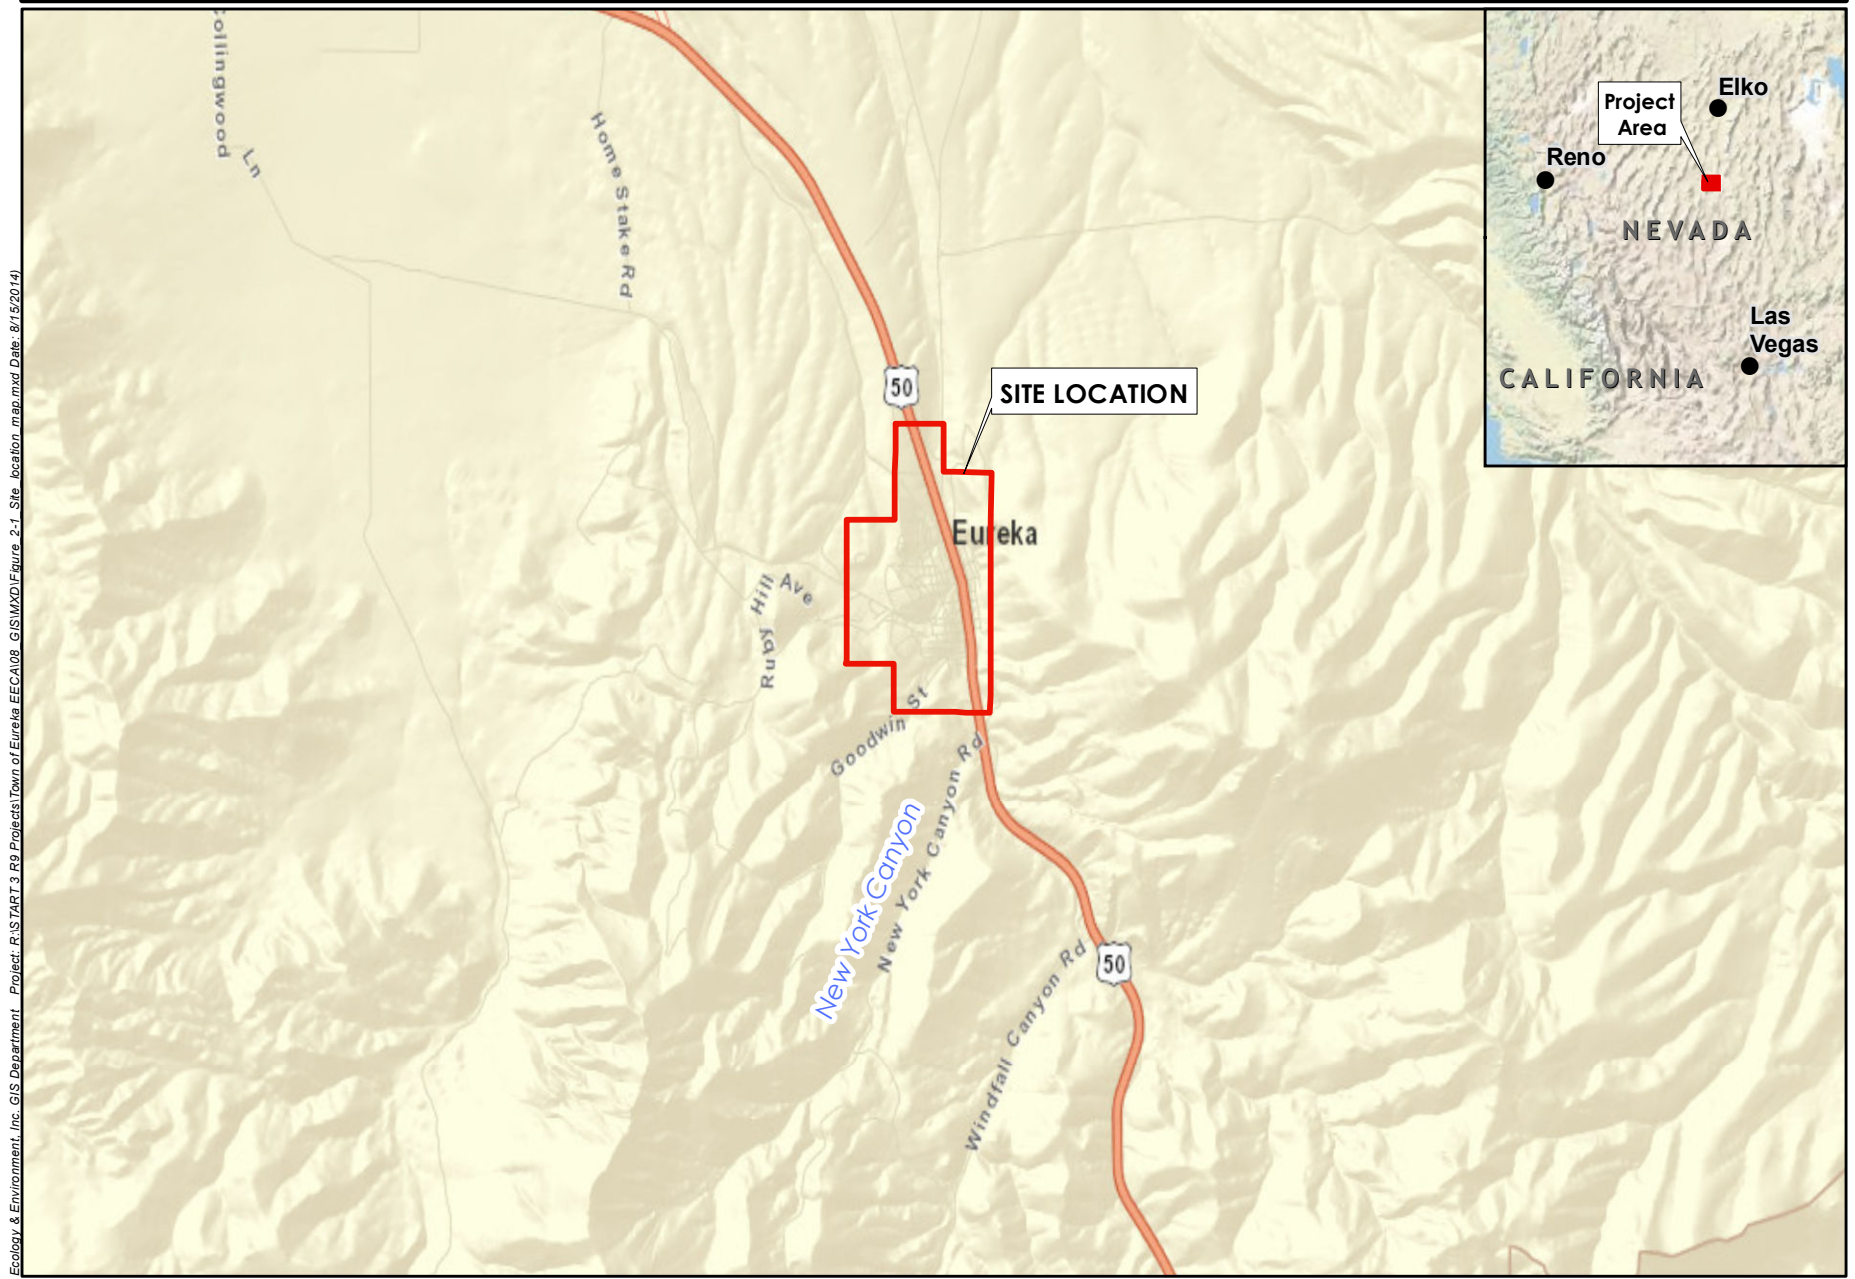 Collingwood
Ln
Home Stake Rd
50
SITE LOCATION
Eureka
Ruby Hill Ave
Goodwin St
New York Canyon Rd
New York Canyon
Windfall Canyon Rd
50
Project
Area
Elko
Reno
NEVADA
Las
Vegas
CALIFORNIA
Ecology & Environment, Inc. GIS Department Project: R:\START 3 R9 Projects\Town of Eureka EECA\08_GIS\MXD\Figure_2-1_Site_location_map.mxd Date: 8/15/2014)